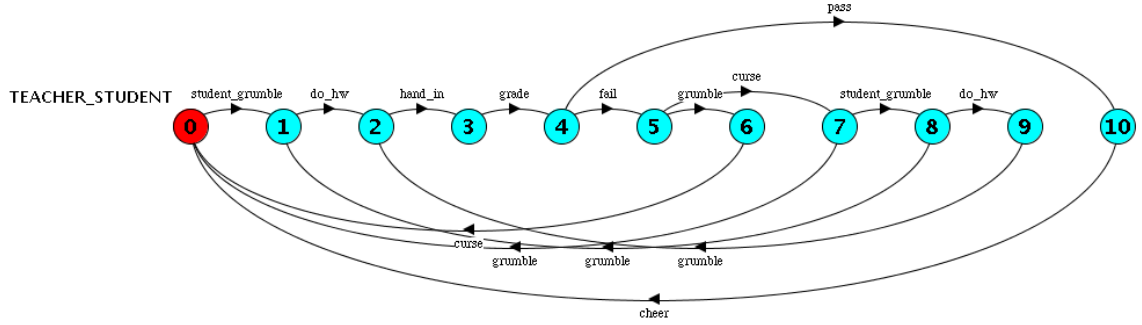 pass
curse
TEACHER_STUDENT
student_grumble do_hw hand_in grade fail grumble student_grumble do_hw
0 1 2 3 4 5 6 7 8 9 10
curse
grumble grumble grumble
cheer